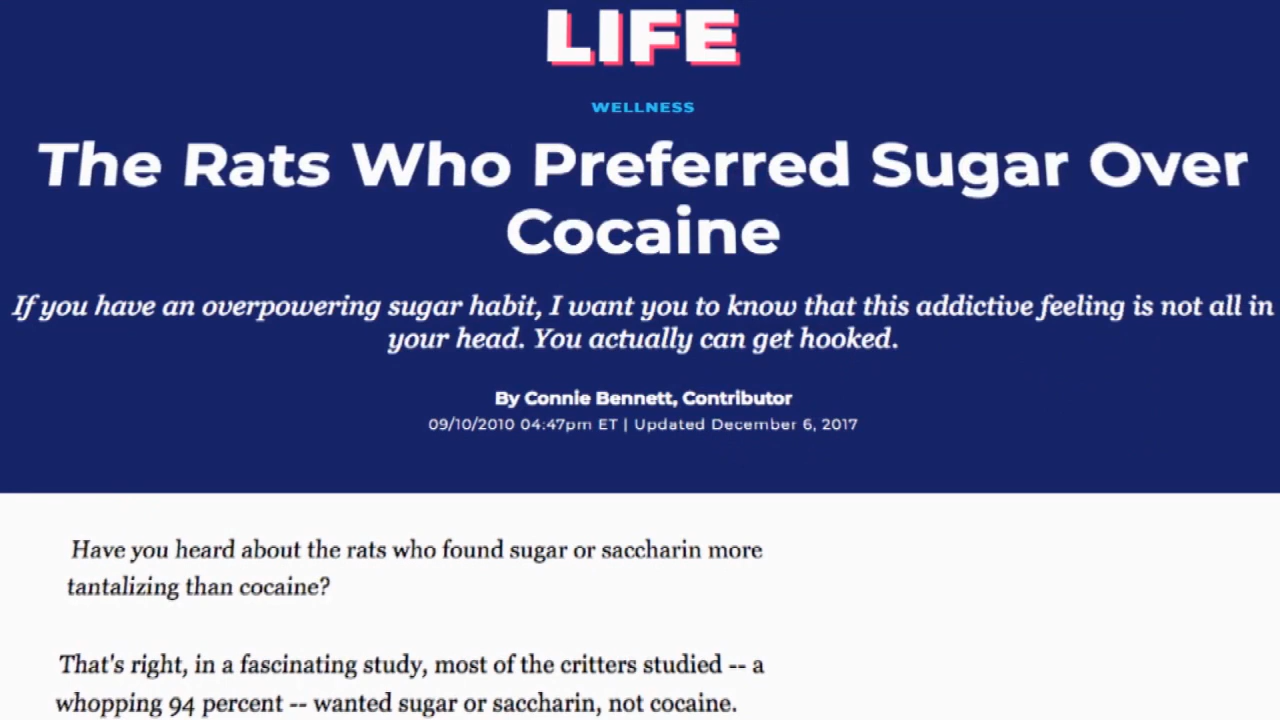 LIFE
WELLNESS
The Rats Who Preferred Sugar Over
Cocaine
If you have an overpowering sugar habit, I want you to know that this addictive feeling is not all in
your head. You actually can get hooked.
By Connie Bennett, Contributor
09/10/2010 04:47pm ET | Updated December 6, 2017
Have you heard about the rats who found sugar or saccharin more
tantalizing than cocaine?
That's right, in a fascinating study, most of the critters studied -- a
whopping 94 percent -- wanted sugar or saccharin, not cocaine.